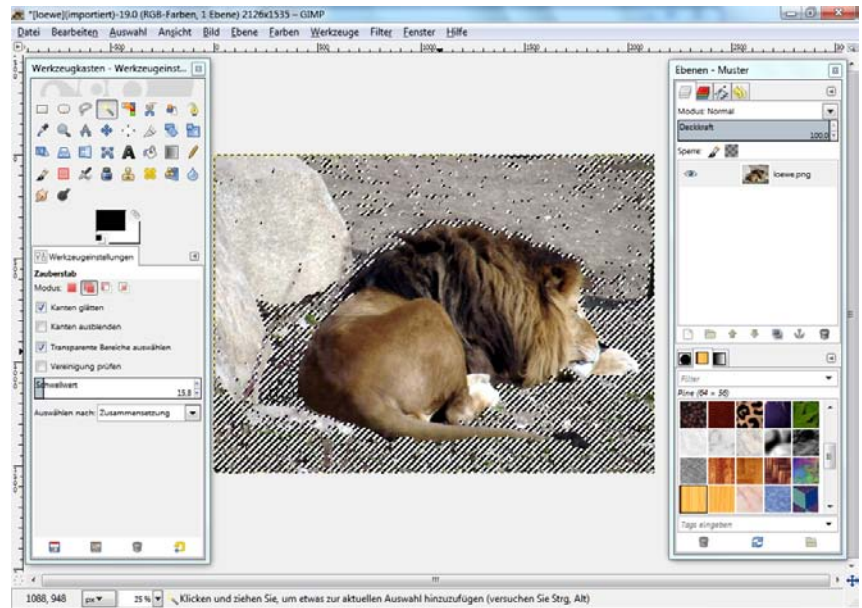 *[loewe](importiert)-19.0 (RGB-Farben, 1 Ebene) 2126x1535 – GIMP
Datei Bearbeiten Auswahl Ansicht Bild Ebene Farben Werkzeuge Filter Fenster Hilfe
Werkzeugkasten - Werkzeugeinst...
Werkzeugeinstellungen
Zauberstab
Modus:
Kanten glätten
Kanten ausblenden
Transparente Bereiche auswählen
Vereinigung prüfen
Schwellwert
15,8
Auswählen nach: Zusammensetzung
Ebenen - Muster
Modus: Normal
Deckkraft
100,0
Sperre:
loewe.png
Filter
Pine (64 × 56)
Tags eingeben
1088, 948 px 25 % Klicken und ziehen Sie, um etwas zur aktuellen Auswahl hinzuzufügen (versuchen Sie Strg, Alt)